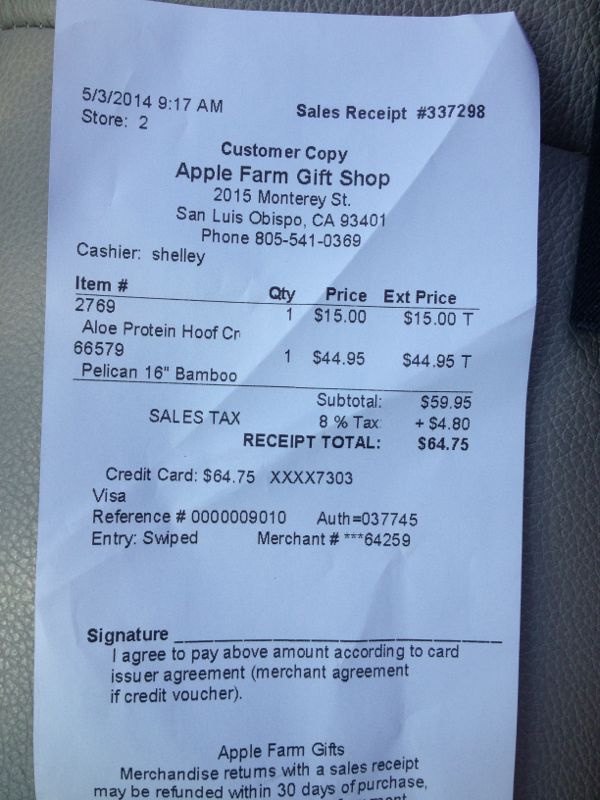 5/3/2014 9:17 AM Sales Receipt #337298
Store: 2
Customer Copy
Apple Farm Gift Shop
2015 Monterey St.
San Luis Obispo, CA 93401
Phone 805-541-0369
Cashier: shelley
Item # Qty Price Ext Price
2769 1 $15.00 $15.00 T
Aloe Protein Hoof Cr
66579 1 $44.95 $44.95 T
Pelican 16" Bamboo
Subtotal: $59.95
SALES TAX 8 % Tax: + $4.80
RECEIPT TOTAL: $64.75
Credit Card: $64.75 XXXX7303
Visa
Reference # 0000009010 Auth=037745
Entry: Swiped Merchant # ***64259
Signature
I agree to pay above amount according to card
issuer agreement (merchant agreement
if credit voucher).
Apple Farm Gifts
Merchandise returns with a sales receipt
may be refunded within 30 days of purchase,